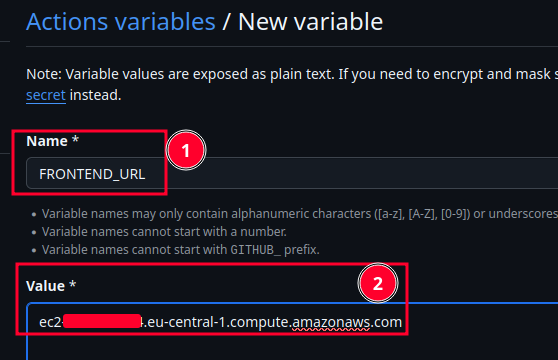 Actions variables / New variable
Note: Variable values are exposed as plain text. If you need to encrypt and mask
secret instead.
Name *
1
FRONTEND_URL
Variable names may only contain alphanumeric characters ([a-z], [A-Z], [0-9]) or underscores
Variable names cannot start with a number.
Variable names cannot start with GITHUB_ prefix.
Value *
2
ec2- .eu-central-1.compute.amazonaws.com